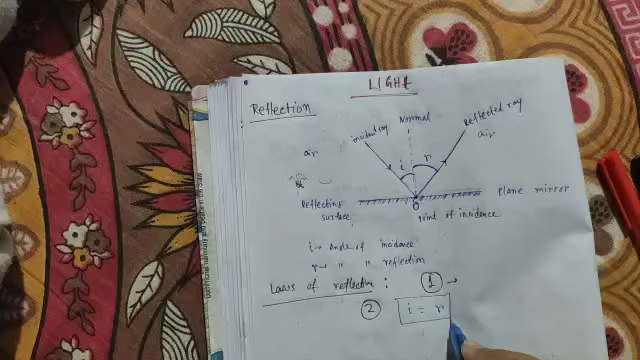 LIGHt
Reflection
Normal
incident ray
Reflected ray
air
air
i
r
Reflecting
surface
O
Plane mirror
point of incidence
i → Angle of incidence
r → " " reflection
Laws of reflection : ① →
② i = r